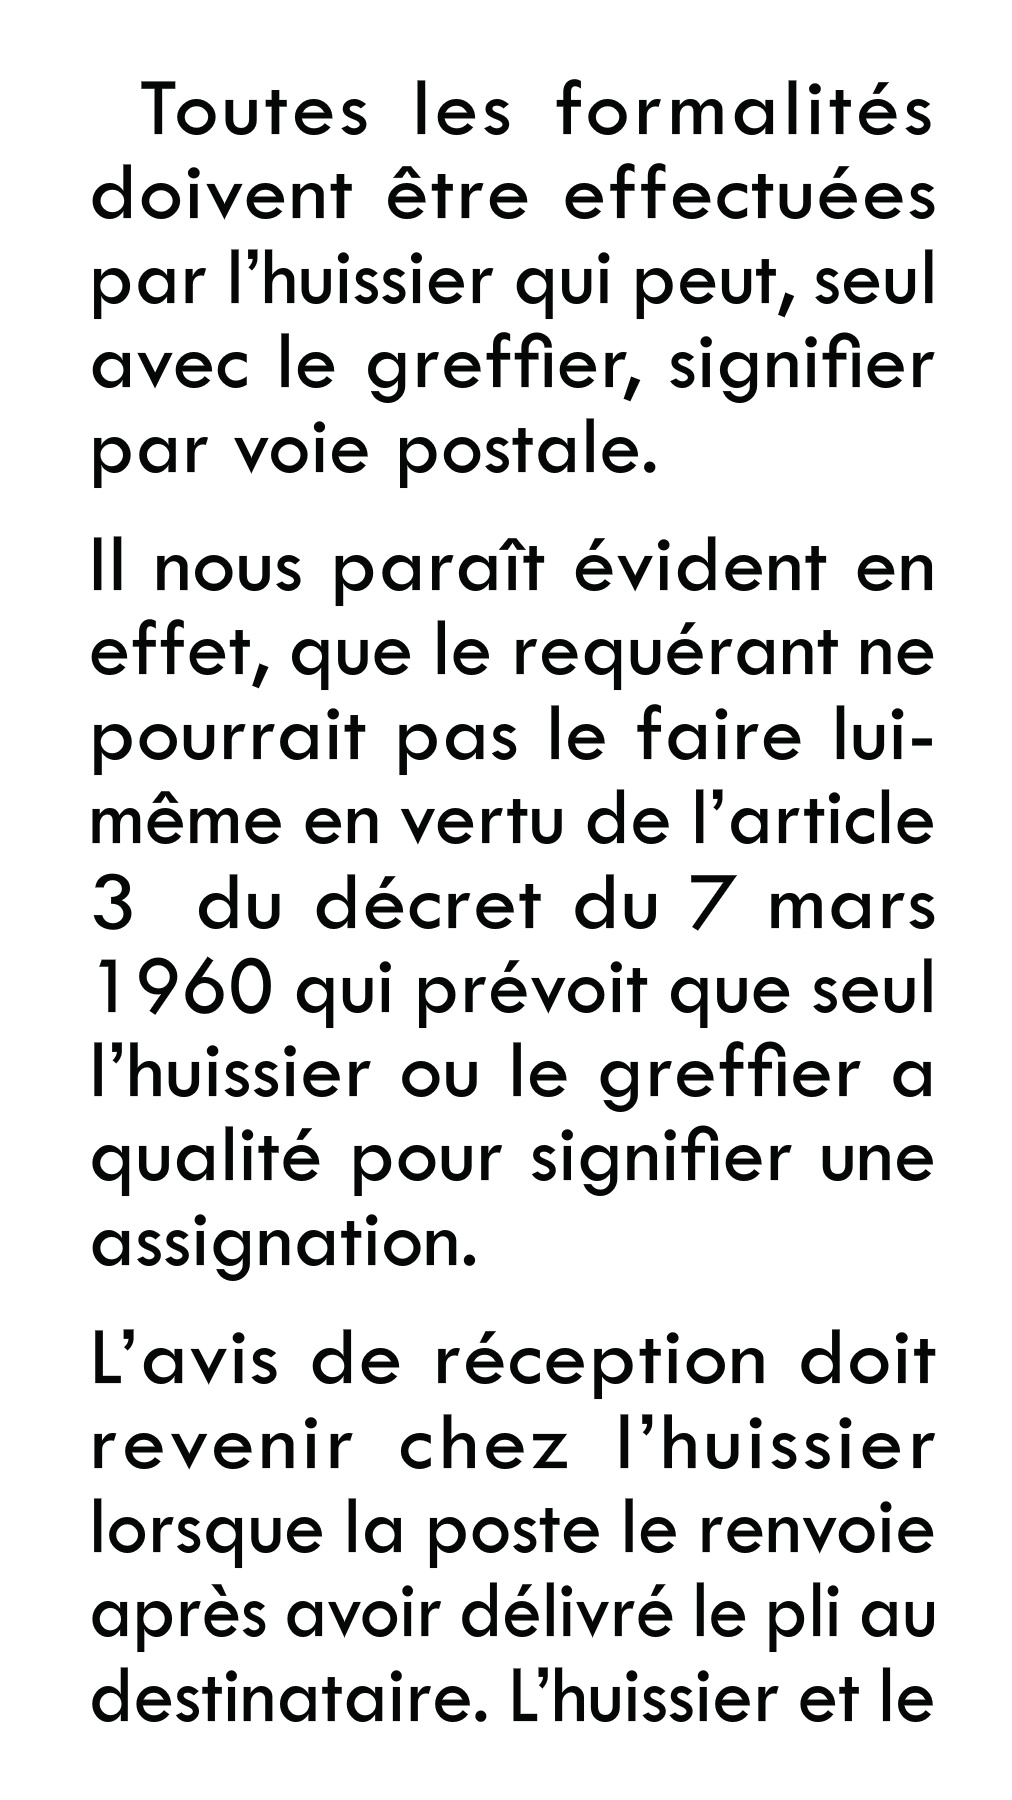 Toutes les formalités
doivent être effectuées
par l’huissier qui peut, seul
avec le greffier, signifier
par voie postale.
Il nous paraît évident en
effet, que le requérant ne
pourrait pas le faire lui-
même en vertu de l’article
3 du décret du 7 mars
1960 qui prévoit que seul
l’huissier ou le greffier a
qualité pour signifier une
assignation.
L’avis de réception doit
revenir chez l’huissier
lorsque la poste le renvoie
après avoir délivré le pli au
destinataire. L’huissier et le